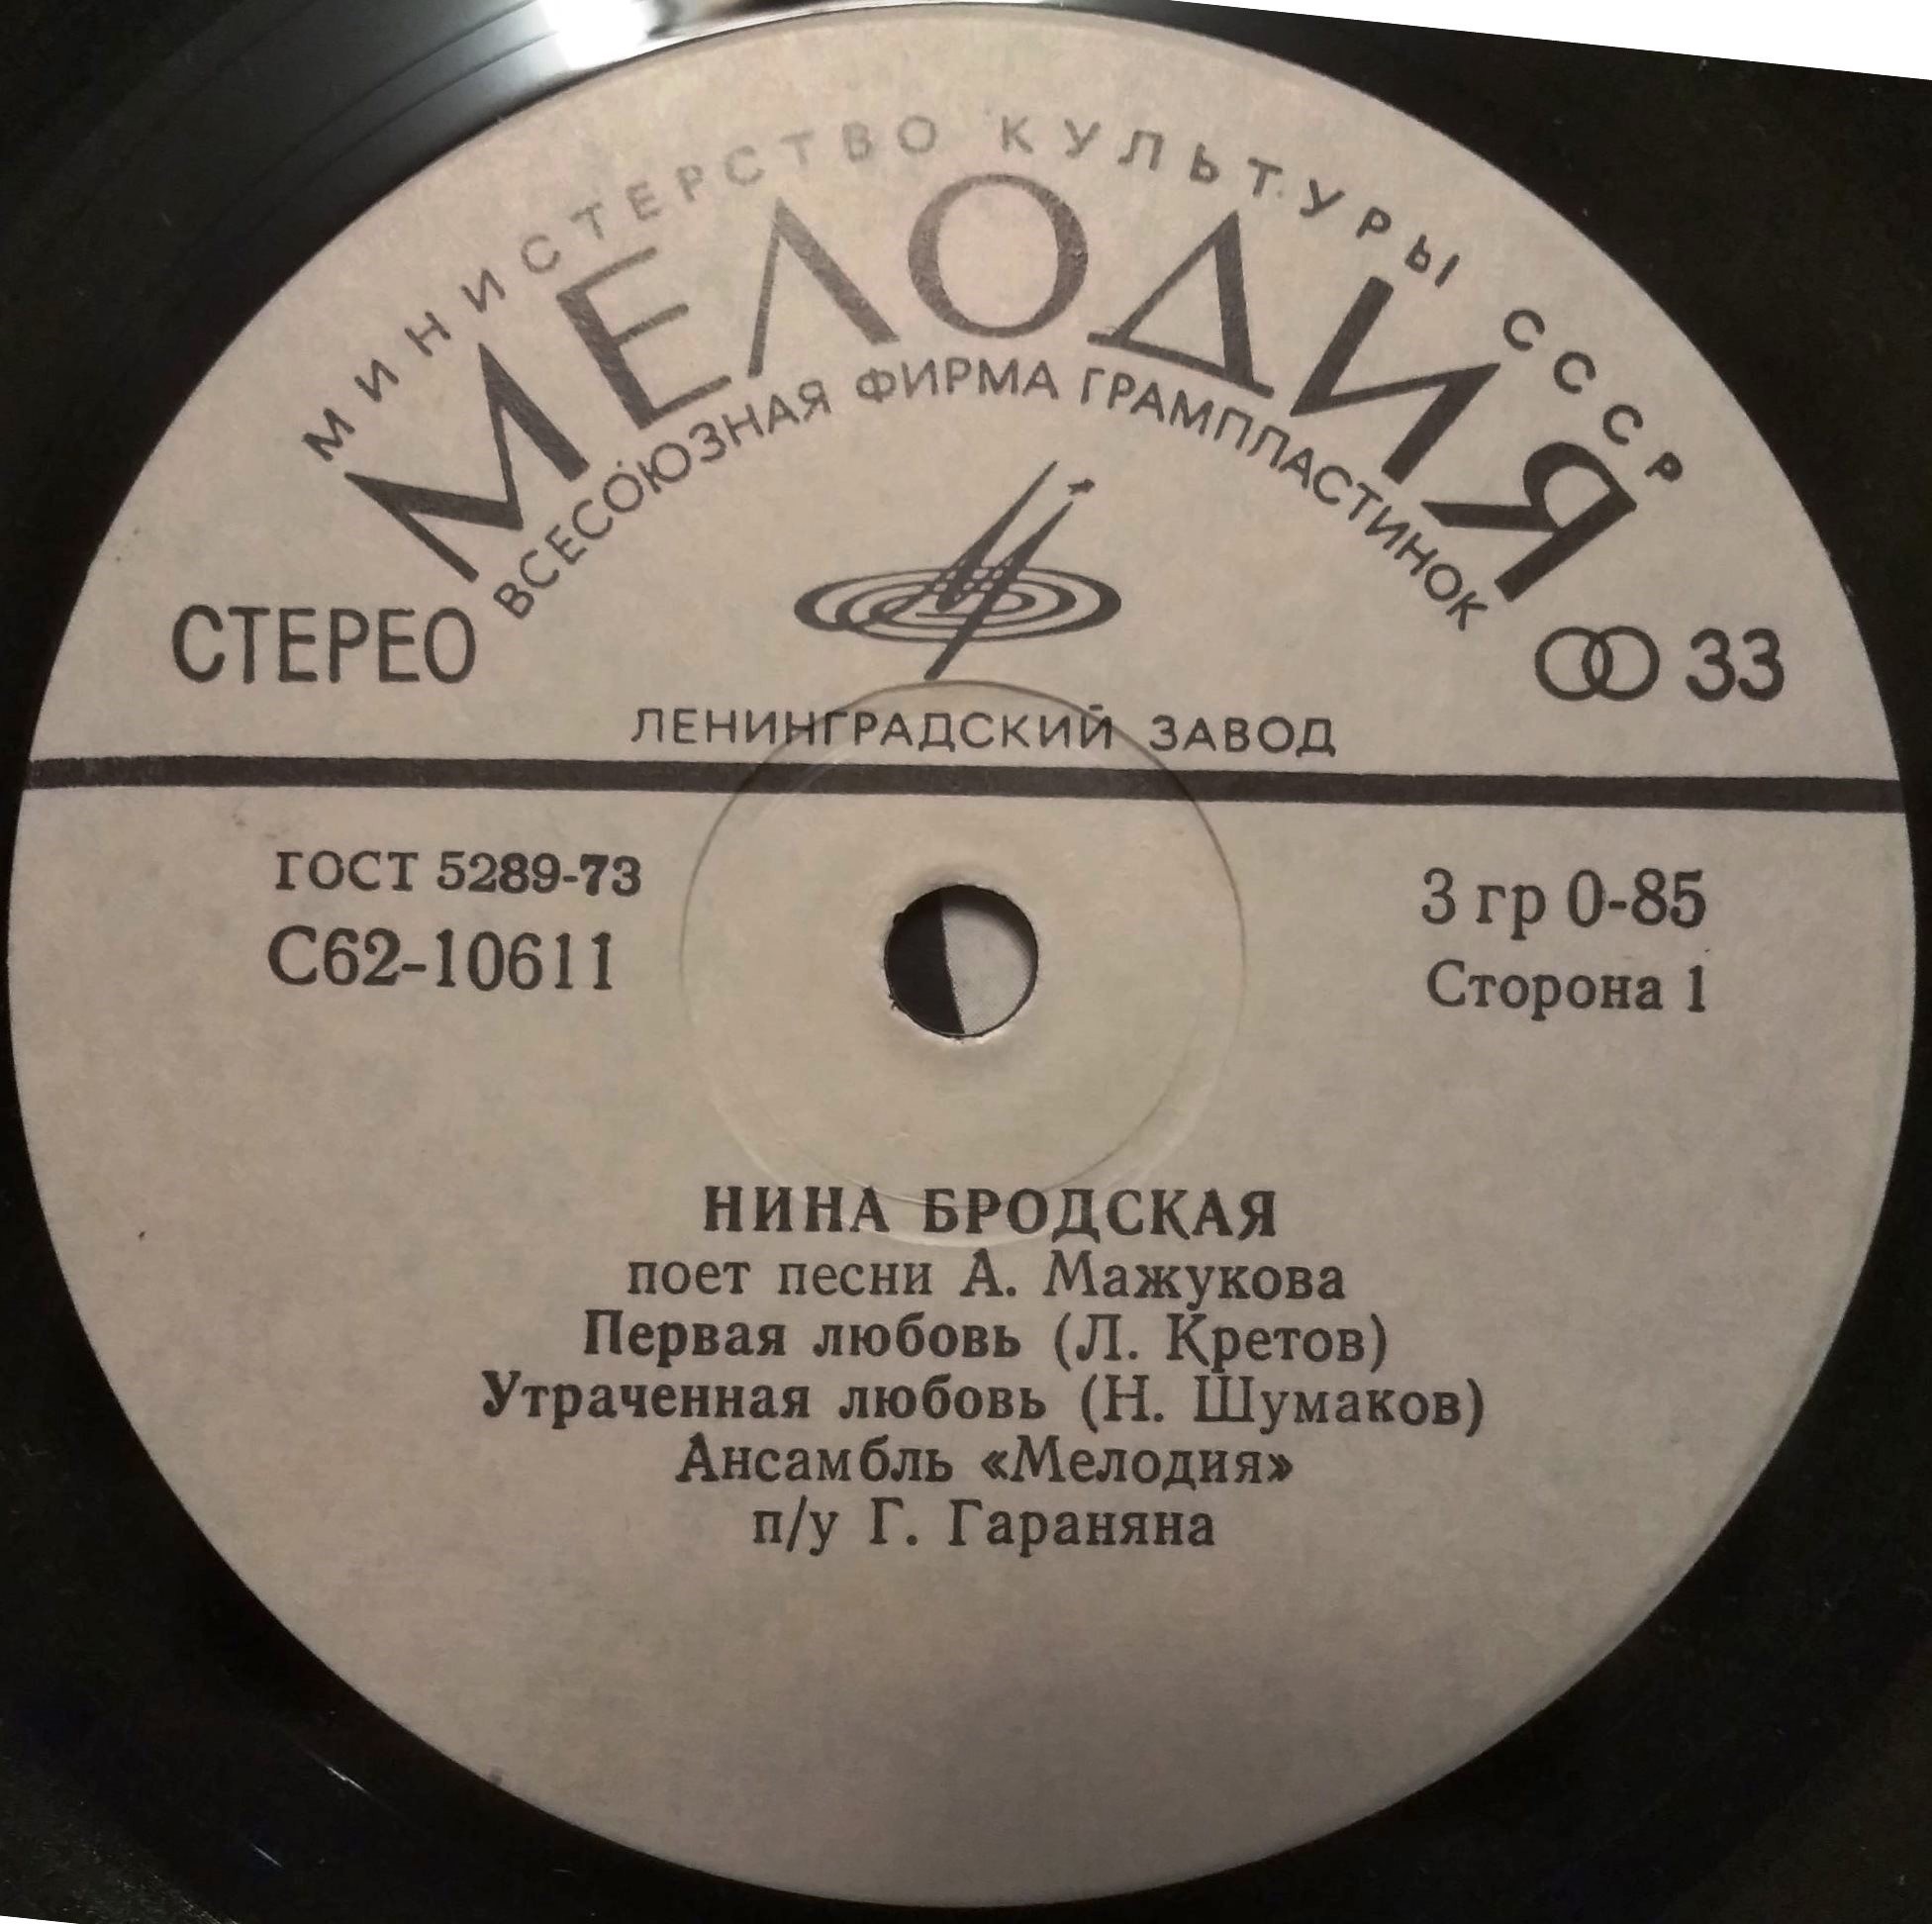 МИНИСТЕРСТВО КУЛЬТУРЫ СССР
МЕЛОДИЯ
ВСЕСОЮЗНАЯ ФИРМА ГРАМПЛАСТИНОК
СТЕРЕО
33
ЛЕНИНГРАДСКИЙ ЗАВОД
ГОСТ 5289-73
С62-10611
3 гр 0-85
Сторона 1
НИНА БРОДСКАЯ
поет песни А. Мажукова
Первая любовь (Л. Кретов)
Утраченная любовь (Н. Шумаков)
Ансамбль «Мелодия»
п/у Г. Гараняна